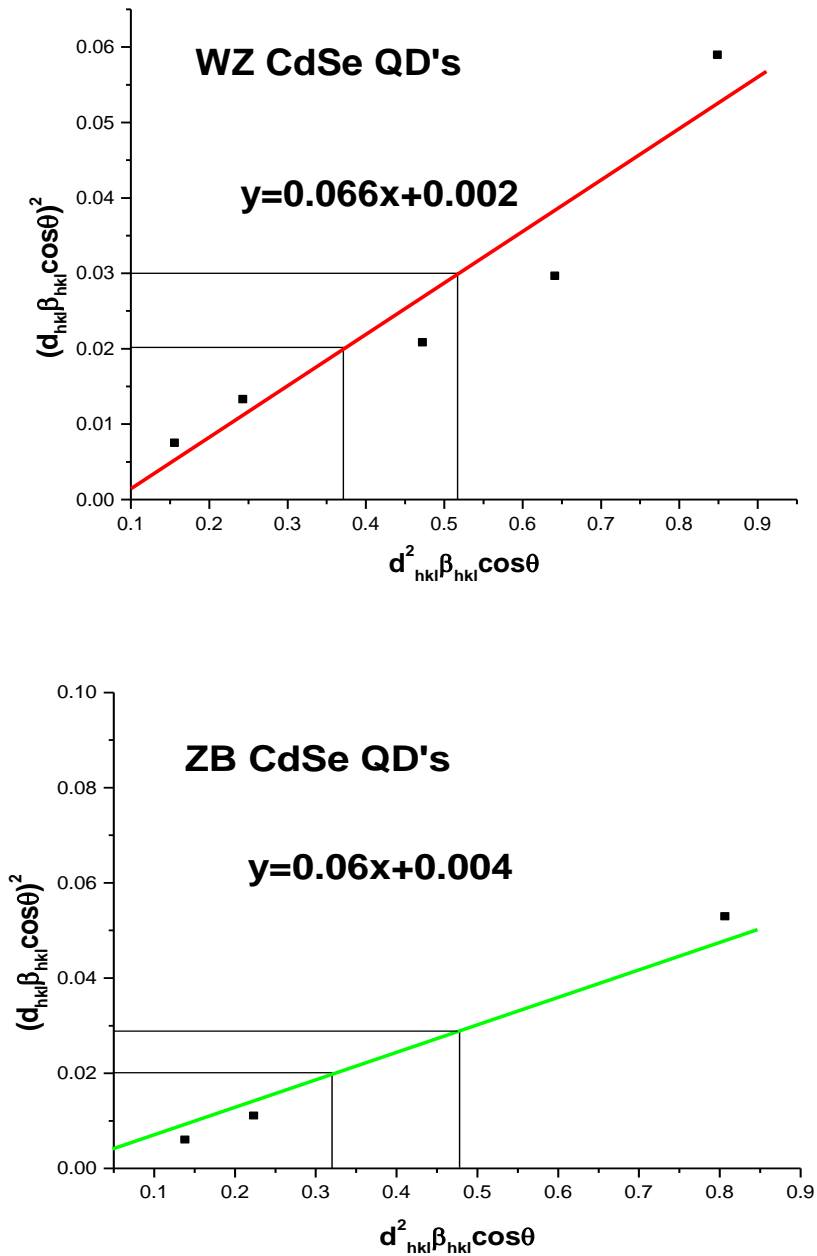 WZ CdSe QD's
y=0.066x+0.002
(d_hkl β_hkl cosθ)²
0.06
0.05
0.04
0.03
0.02
0.01
0.00
0.1 0.2 0.3 0.4 0.5 0.6 0.7 0.8 0.9
d²_hkl β_hkl cosθ
ZB CdSe QD's
y=0.06x+0.004
(d_hkl β_hkl cosθ)²
0.10
0.08
0.06
0.04
0.02
0.00
0.1 0.2 0.3 0.4 0.5 0.6 0.7 0.8 0.9
d²_hkl β_hkl cosθ